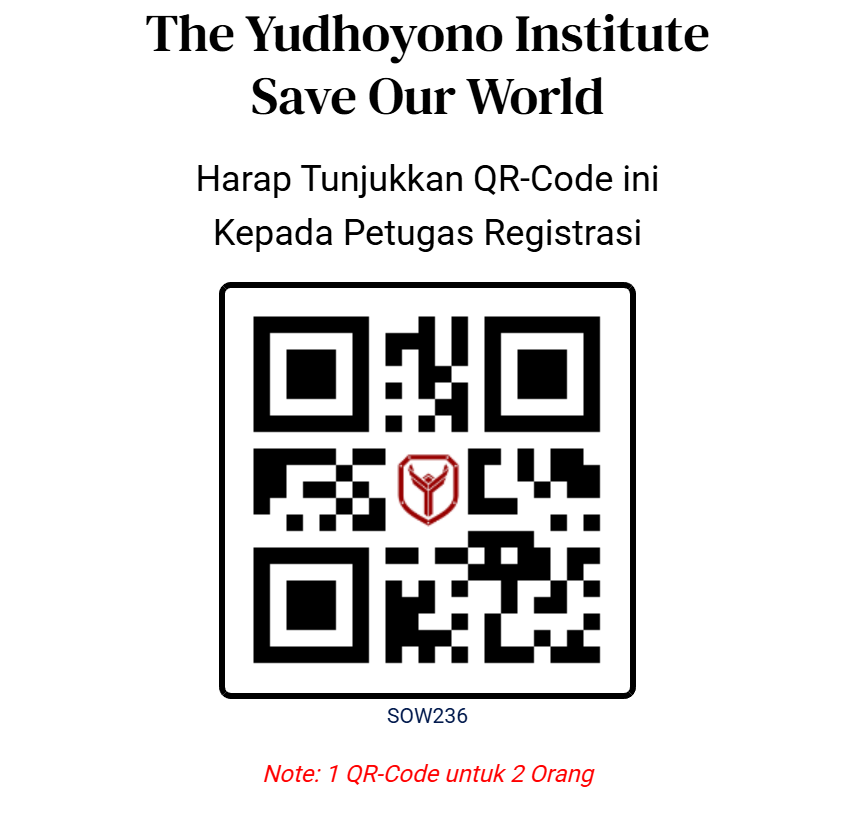 The Yudhoyono Institute
Save Our World
Harap Tunjukkan QR-Code ini
Kepada Petugas Registrasi
SOW236
Note: 1 QR-Code untuk 2 Orang